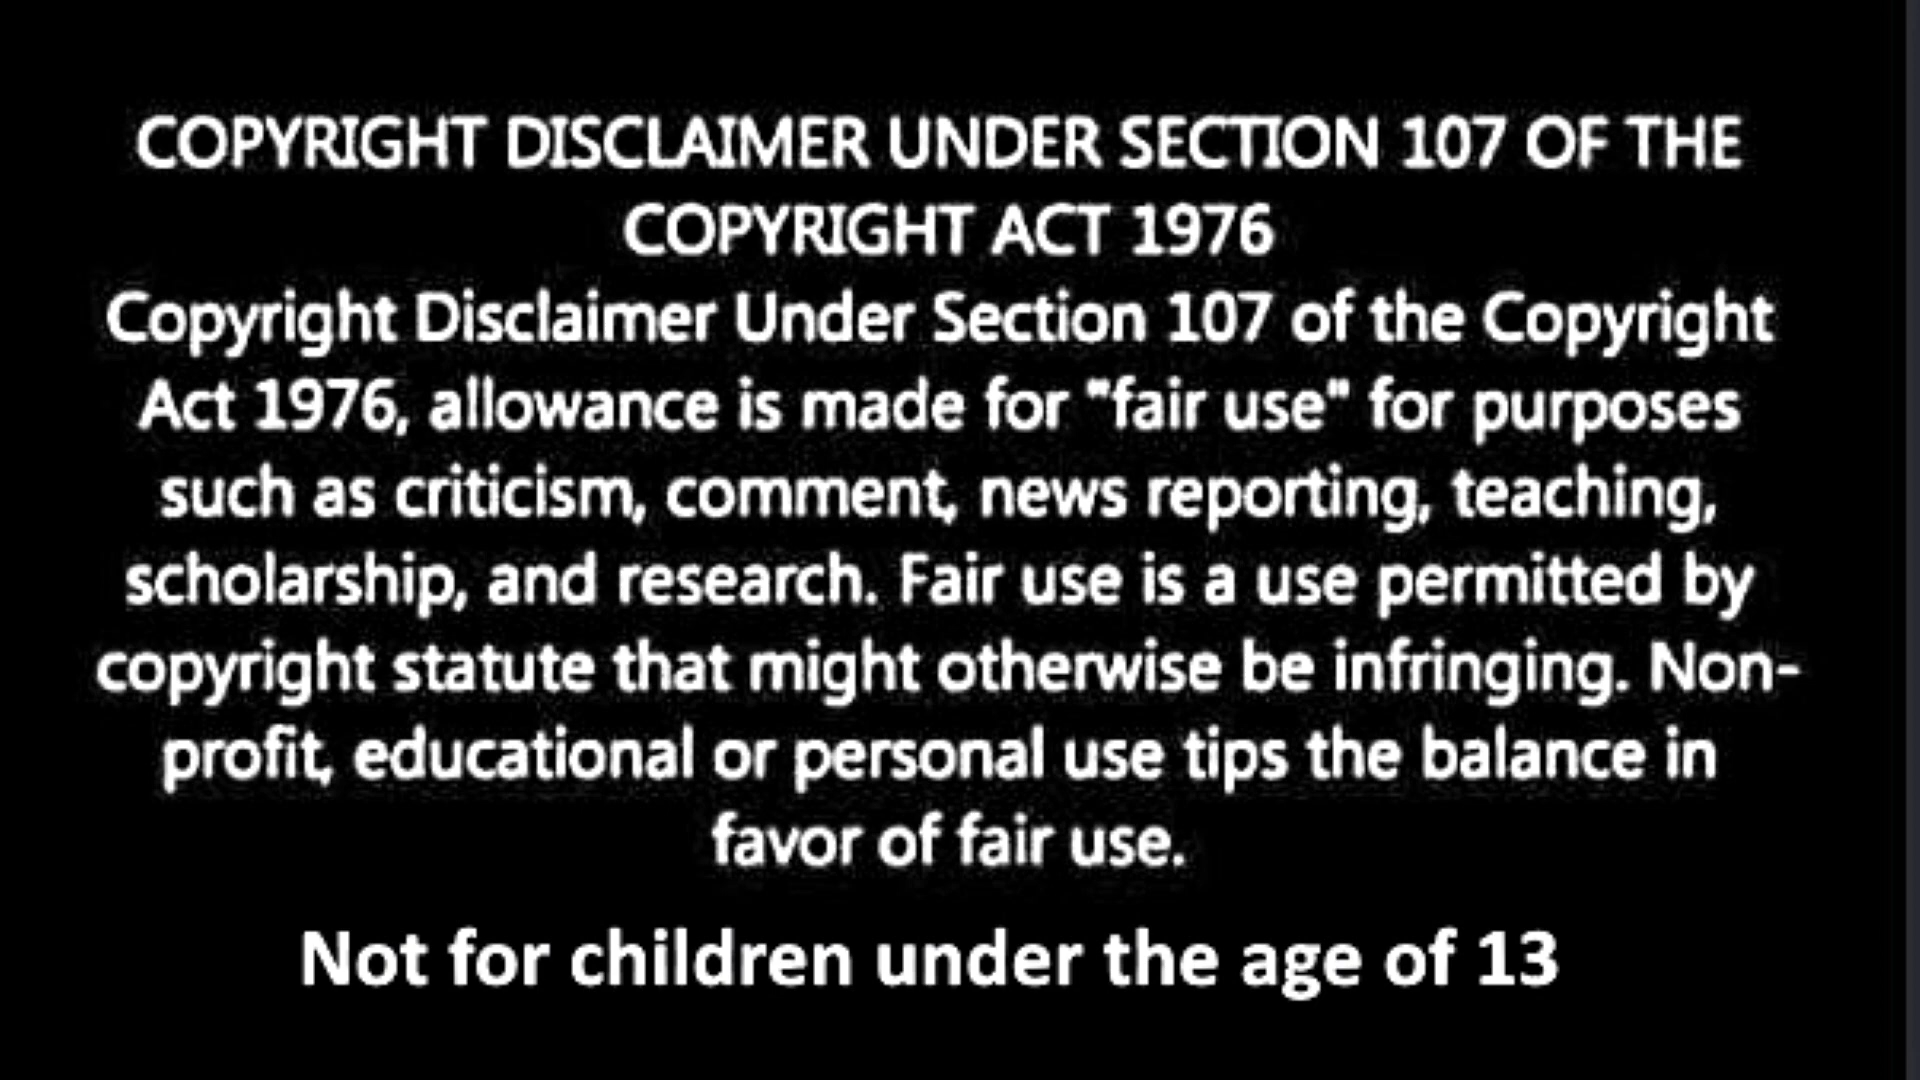 COPYRIGHT DISCLAIMER UNDER SECTION 107 OF THE
COPYRIGHT ACT 1976
Copyright Disclaimer Under Section 107 of the Copyright
Act 1976, allowance is made for "fair use" for purposes
such as criticism, comment, news reporting, teaching,
scholarship, and research. Fair use is a use permitted by
copyright statute that might otherwise be infringing. Non-
profit, educational or personal use tips the balance in
favor of fair use.
Not for children under the age of 13